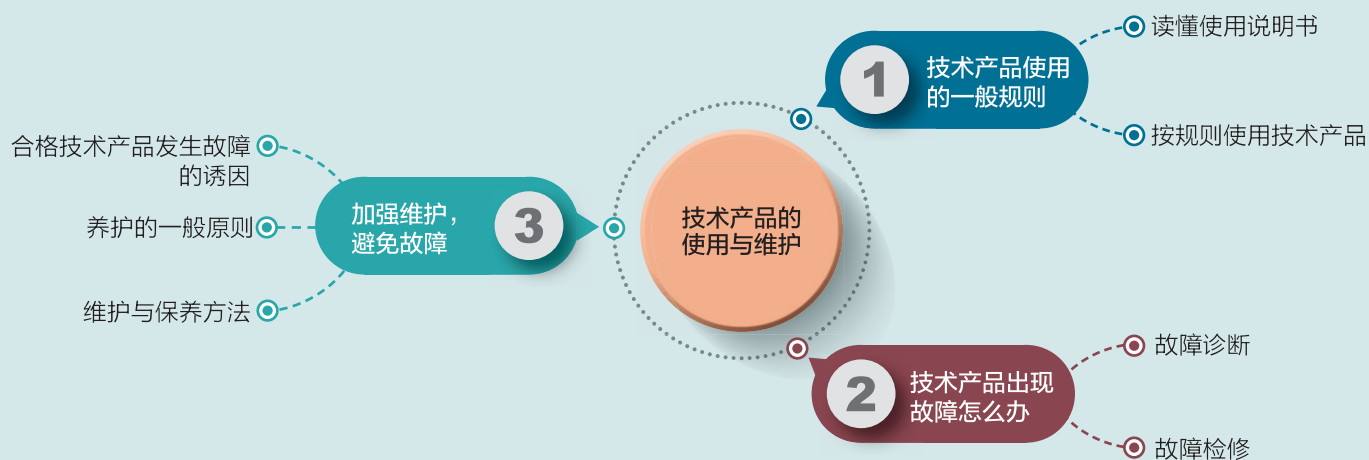 技术产品的
使用与维护
1
技术产品使用
的一般规则
读懂使用说明书
按规则使用技术产品
2
技术产品出现
故障怎么办
故障诊断
故障检修
3
加强维护，
避免故障
合格技术产品发生故障
的诱因
养护的一般原则
维护与保养方法